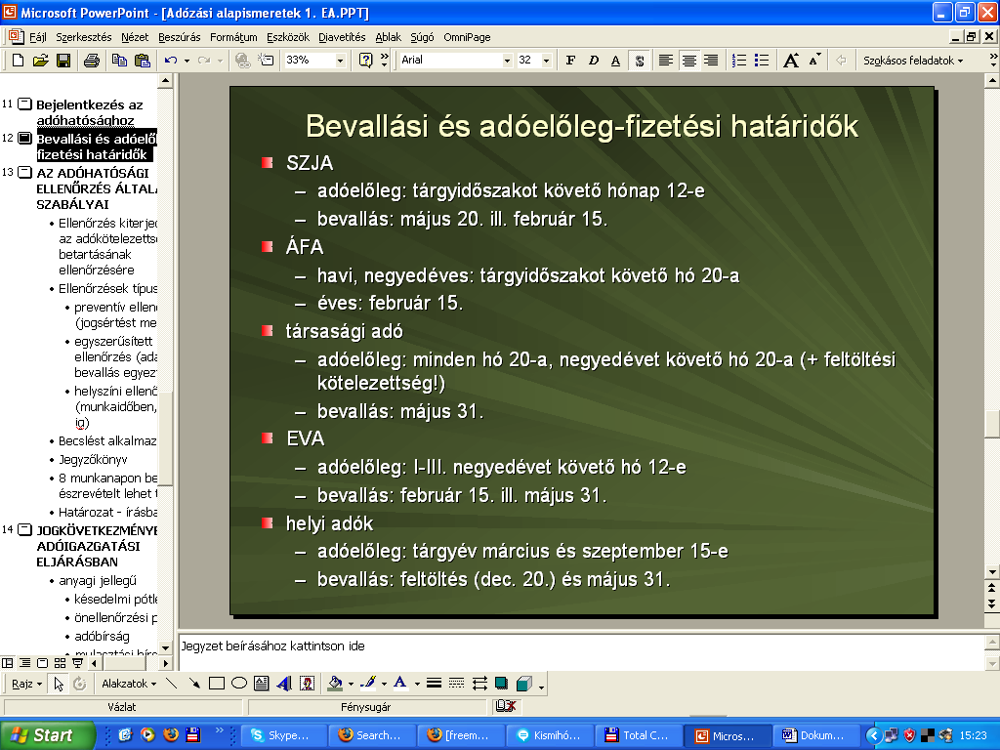 Microsoft PowerPoint - [Adózási alapismeretek 1. EA.PPT]
Fájl Szerkesztés Nézet Beszúrás Formátum Eszközök Diavetítés Ablak Súgó OmniPage
33% Arial 32 F D A S Szokásos feladatok
11 Bejelentkezés az
adóhatósághoz
12 Bevallási és adóelől
fizetési határidők
13 AZ ADÓHATÓSÁGI
ELLENŐRZÉS ÁLTALÁ
SZABÁLYAI
• Ellenőrzés kiterjed
az adókötelezetts
betartásának
ellenőrzésére
• Ellenőrzések típus
• preventív ellen
(jogsértést me
• egyszerűsített
ellenőrzés (ada
bevallás egyez
• helyszíni ellenő
(munkaidőben,
ig)
• Becslést alkalmaz
• Jegyzőkönyv
• 8 munkanapon be
észrevételt lehet t
• Határozat - írásba
14 JOGKÖVETKEZMÉNYE
ADÓIGAZGATÁSI
ELJÁRÁSBAN
• anyagi jellegű
• késedelmi pótle
• önellenőrzési p
• adóbírság
• mulasztási bírs
Bevallási és adóelőleg-fizetési határidők
SZJA
– adóelőleg: tárgyidőszakot követő hónap 12-e
– bevallás: május 20. ill. február 15.
ÁFA
– havi, negyedéves: tárgyidőszakot követő hó 20-a
– éves: február 15.
társasági adó
– adóelőleg: minden hó 20-a, negyedévet követő hó 20-a (+ feltöltési
kötelezettség!)
– bevallás: május 31.
EVA
– adóelőleg: I-III. negyedévet követő hó 12-e
– bevallás: február 15. ill. május 31.
helyi adók
– adóelőleg: tárgyév március és szeptember 15-e
– bevallás: feltöltés (dec. 20.) és május 31.
Jegyzet beírásához kattintson ide
Rajz Alakzatok
Vázlat Fénysugár
Start Skype... Search... [freem... Kismihó... Total C... Micros... Dokum... 15:23